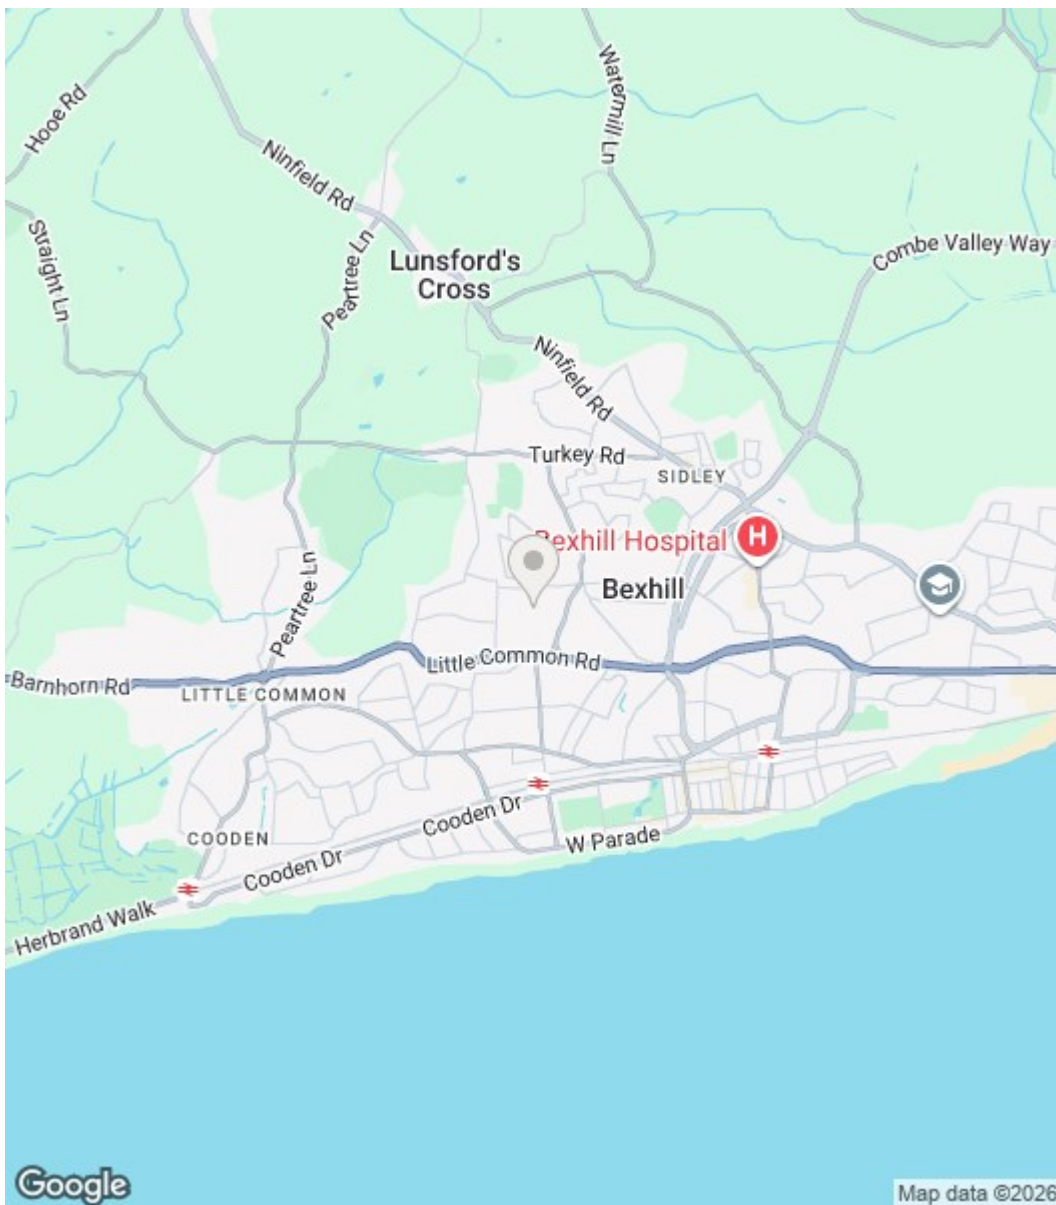 Hooe Rd
Ninfield Rd
Watermill Ln
Straight Ln
Peartree Ln
Lunsford's
Cross
Combe Valley Way
Ninfield Rd
Turkey Rd
SIDLEY
Bexhill Hospital
H
Bexhill
Peartree Ln
Little Common Rd
Barnhorn Rd
LITTLE COMMON
Cooden Dr
W Parade
COODEN
Cooden Dr
Herbrand Walk
Google
Map data ©2026